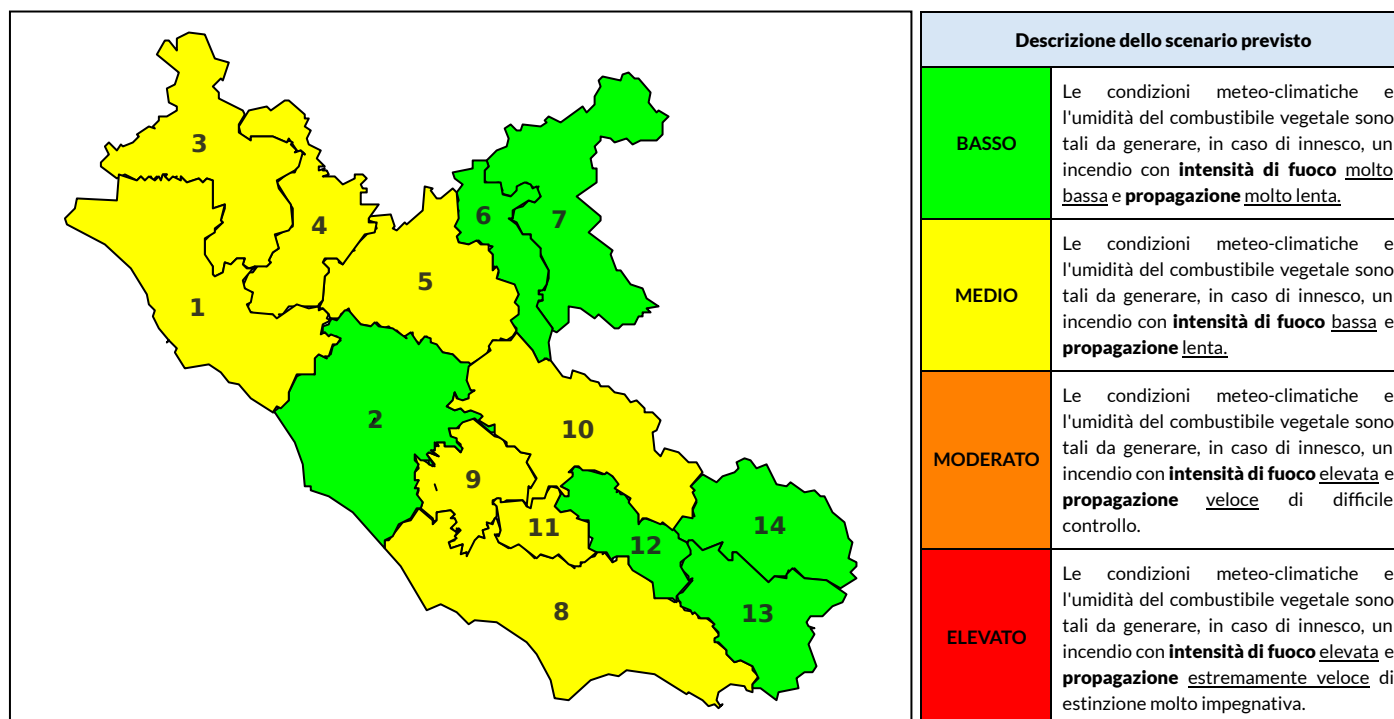 3
4
6
7
5
1
2
10
9
11
12
14
8
13
Descrizione dello scenario previsto
BASSO
Le condizioni meteo-climatiche e
l'umidità del combustibile vegetale sono
tali da generare, in caso di innesco, un
incendio con intensità di fuoco molto
bassa e propagazione molto lenta.
MEDIO
Le condizioni meteo-climatiche e
l'umidità del combustibile vegetale sono
tali da generare, in caso di innesco, un
incendio con intensità di fuoco bassa e
propagazione lenta.
MODERATO
Le condizioni meteo-climatiche e
l'umidità del combustibile vegetale sono
tali da generare, in caso di innesco, un
incendio con intensità di fuoco elevata e
propagazione veloce di difficile
controllo.
ELEVATO
Le condizioni meteo-climatiche e
l'umidità del combustibile vegetale sono
tali da generare, in caso di innesco, un
incendio con intensità di fuoco elevata e
propagazione estremamente veloce di
estinzione molto impegnativa.